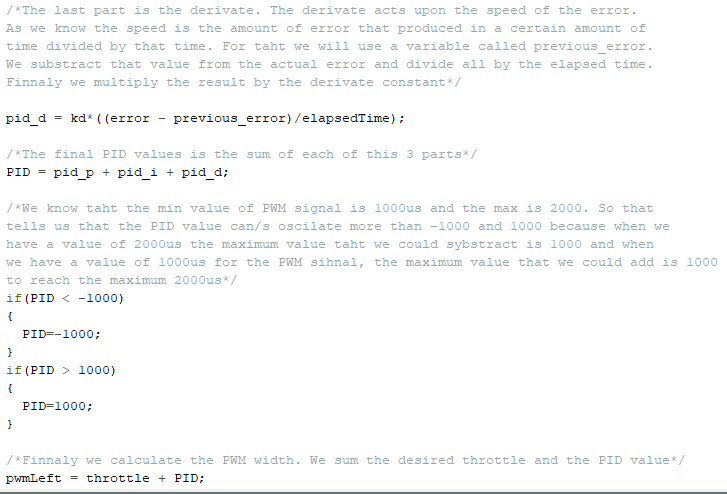 /*The last part is the derivate. The derivate acts upon the speed of the error.
As we know the speed is the amount of error that produced in a certain amount of
time divided by that time. For taht we will use a variable called previous_error.
We substract that value from the actual error and divide all by the elapsed time.
Finnaly we multiply the result by the derivate constant*/
pid_d = kd*((error - previous_error)/elapsedTime);
/*The final PID values is the sum of each of this 3 parts*/
PID = pid_p + pid_i + pid_d;
/*We know taht the min value of PWM signal is 1000us and the max is 2000. So that
tells us that the PID value can/s oscilate more than -1000 and 1000 because when we
have a value of 2000us the maximum value taht we could sybstract is 1000 and when
we have a value of 1000us for the PWM sihnal, the maximum value that we could add is 1000
to reach the maximum 2000us*/
if(PID < -1000)
{
PID=-1000;
}
if(PID > 1000)
{
PID=1000;
}
/*Finnaly we calculate the PWM width. We sum the desired throttle and the PID value*/
pwmLeft = throttle + PID;